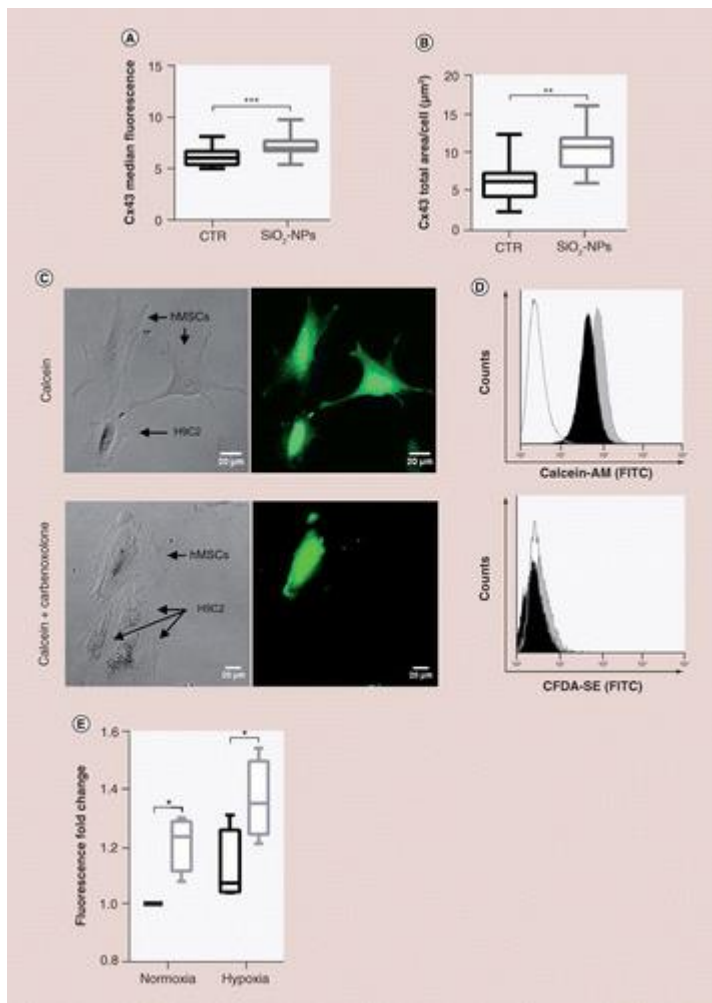 A
Cx43 median fluorescence
15
10
5
0
***
CTR
SiO₂-NPs
B
Cx43 total area/cell (µm²)
20
15
10
5
0
**
CTR
SiO₂-NPs
C
Calcein
hMSCs
H9C2
20 µm
20 µm
Calcein + carbenoxolone
hMSCs
H9C2
20 µm
20 µm
D
Counts
Calcein-AM (FITC)
Counts
CFDA-SE (FITC)
E
Fluorescence fold change
1.6
1.4
1.2
1.0
0.8
*
*
Normoxia
Hypoxia